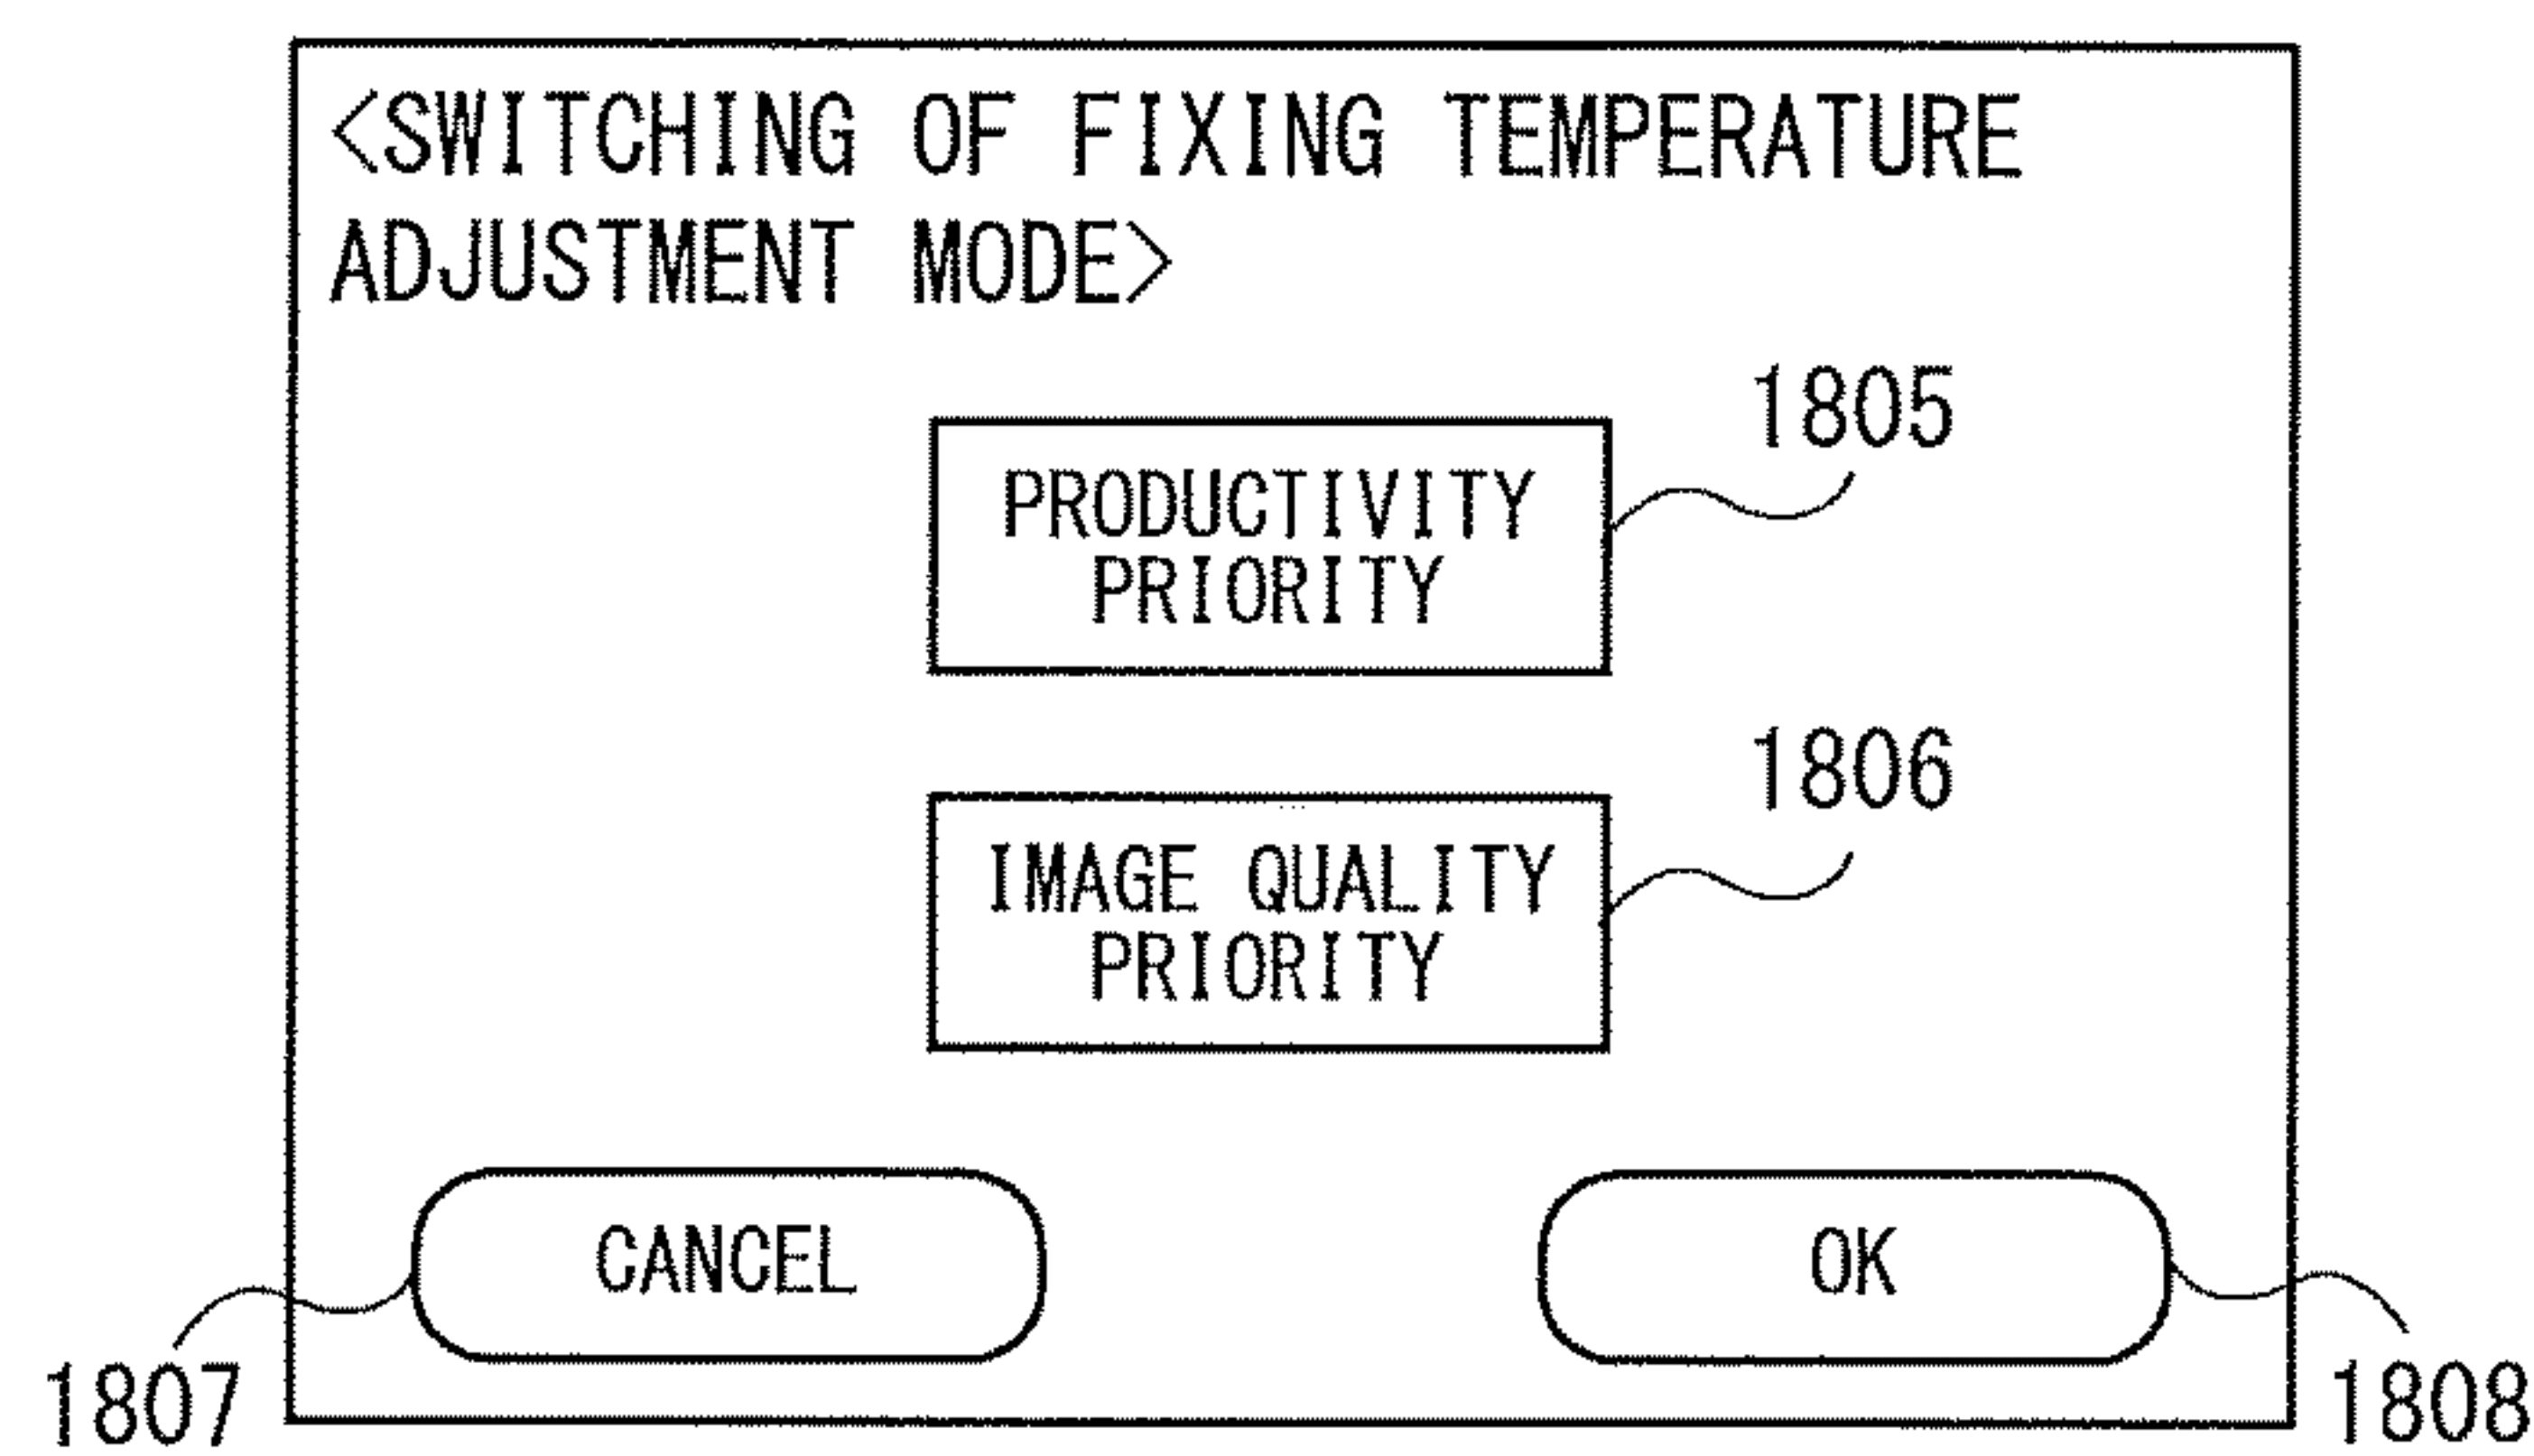 <SWITCHING OF FIXING TEMPERATURE
ADJUSTMENT MODE>
1805
PRODUCTIVITY
PRIORITY
1806
IMAGE QUALITY
PRIORITY
CANCEL
OK
1807
1808